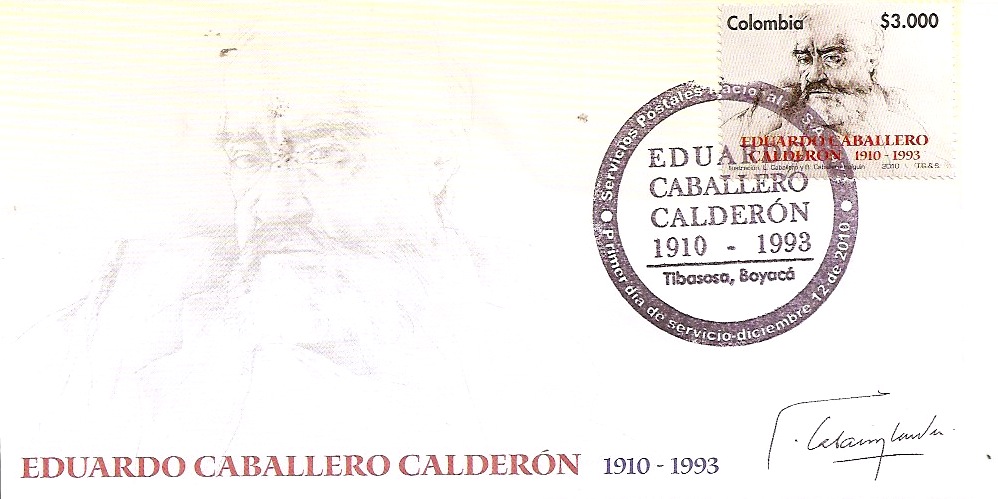 Colombia $3.000
EDUARDO CABALLERO
CALDERÓN 1910 - 1993
2010 T.G.& S.
Servicios Postales Nacionales S.A.
EDUARDO
CABALLERO
CALDERÓN
1910 - 1993
Tibasosa, Boyacá
Primer día de servicio-diciembre 12 de 2010
EDUARDO CABALLERO CALDERÓN 1910 - 1993